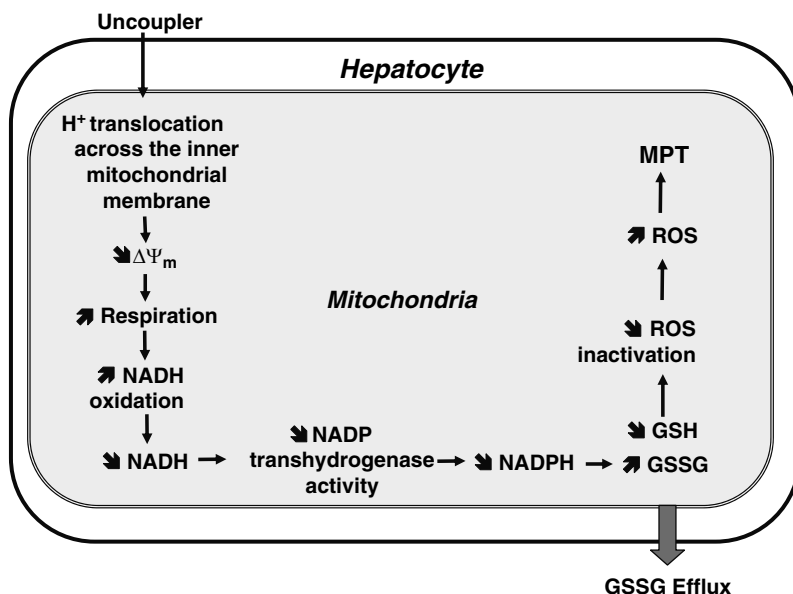 Uncoupler
Hepatocyte
H⁺ translocation
across the inner
mitochondrial
membrane
ΔΨm
Respiration
NADH
oxidation
NADH
NADP
transhydrogenase
activity
NADPH
GSH
GSSG
ROS
inactivation
ROS
MPT
Mitochondria
GSSG Efflux